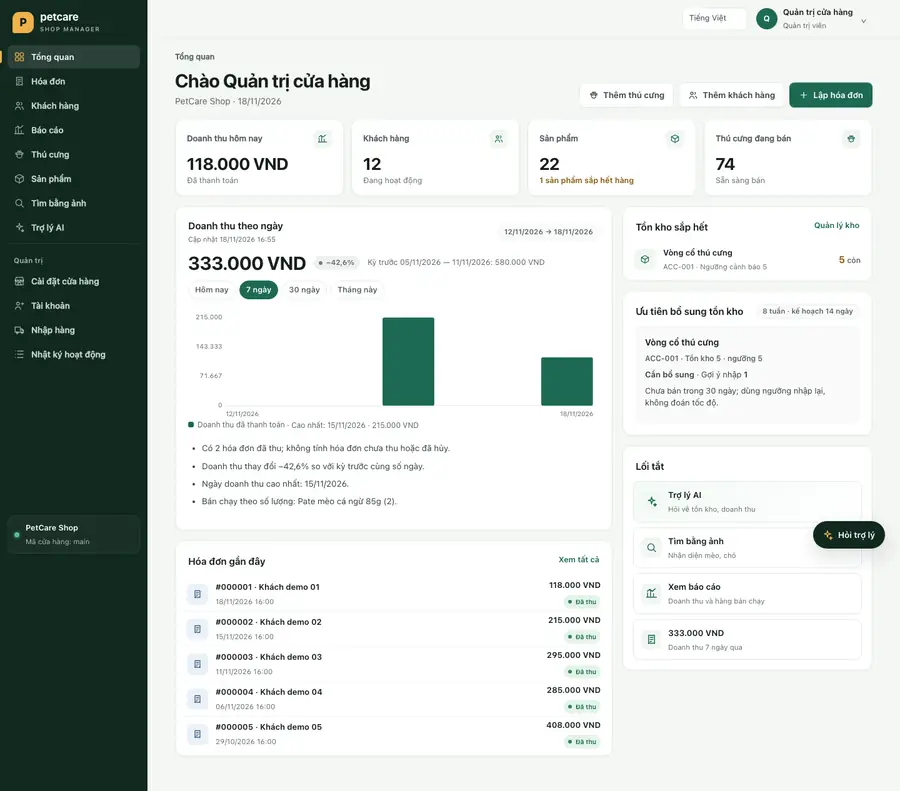 P
petcare
SHOP MANAGER
Tổng quan
Hóa đơn
Khách hàng
Báo cáo
Thú cưng
Sản phẩm
Tìm bằng ảnh
Trợ lý AI
Quản trị
Cài đặt cửa hàng
Tài khoản
Nhập hàng
Nhật ký hoạt động
PetCare Shop
Mã cửa hàng: main
Tiếng Việt
Q
Quản trị cửa hàng
Quản trị viên
Tổng quan
Chào Quản trị cửa hàng
PetCare Shop · 18/11/2026
Thêm thú cưng
Thêm khách hàng
Lập hóa đơn
Doanh thu hôm nay
118.000 VND
Đã thanh toán
Khách hàng
12
Đang hoạt động
Sản phẩm
22
1 sản phẩm sắp hết hàng
Thú cưng đang bán
74
Sẵn sàng bán
Doanh thu theo ngày
Cập nhật 18/11/2026 16:55
12/11/2026 → 18/11/2026
333.000 VND
−42,6%
Kỳ trước 05/11/2026 — 11/11/2026: 580.000 VND
Hôm nay
7 ngày
30 ngày
Tháng này
215.000
143.333
71.667
0
12/11/2026
18/11/2026
Doanh thu đã thanh toán · Cao nhất: 15/11/2026 · 215.000 VND
• Có 2 hóa đơn đã thu; không tính hóa đơn chưa thu hoặc đã hủy.
• Doanh thu thay đổi −42,6% so với kỳ trước cùng số ngày.
• Ngày doanh thu cao nhất: 15/11/2026.
• Bán chạy theo số lượng: Pate mèo cá ngừ 85g (2).
Hóa đơn gần đây
Xem tất cả
#000001 · Khách demo 01
18/11/2026 16:00
118.000 VND
Đã thu
#000002 · Khách demo 02
15/11/2026 16:00
215.000 VND
Đã thu
#000003 · Khách demo 03
11/11/2026 16:00
295.000 VND
Đã thu
#000004 · Khách demo 04
06/11/2026 16:00
285.000 VND
Đã thu
#000005 · Khách demo 05
29/10/2026 16:00
408.000 VND
Đã thu
Tồn kho sắp hết
Quản lý kho
Vòng cổ thú cưng
ACC-001 · Ngưỡng cảnh báo 5
5 còn
Ưu tiên bổ sung tồn kho
8 tuần · kế hoạch 14 ngày
Vòng cổ thú cưng
ACC-001 · Tồn kho 5 · ngưỡng 5
Cần bổ sung · Gợi ý nhập 1
Chưa bán trong 30 ngày; dùng ngưỡng nhập lại,
không đoán tốc độ.
Lối tắt
Trợ lý AI
Hỏi về tồn kho, doanh thu
Tìm bằng ảnh
Nhận diện mèo, chó
Xem báo cáo
Doanh thu và hàng bán chạy
333.000 VND
Doanh thu 7 ngày qua
Hỏi trợ lý